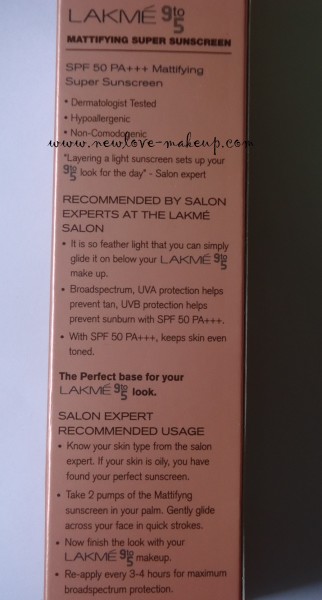 LAKMÉ 9to5
MATTIFYING SUPER SUNSCREEN
SPF 50 PA+++ Mattifying
Super Sunscreen
• Dermatologist Tested
• Hypoallergenic
• Non-Comodogenic
www.newlove-makeup.com
"Layering a light sunscreen sets up your
9to5 look for the day" - Salon expert
RECOMMENDED BY SALON
EXPERTS AT THE LAKMÉ
SALON
• It is so feather light that you can simply
glide it on below your LAKMÉ 9to5
make up.
• Broadspectrum, UVA protection helps
prevent tan, UVB protection helps
prevent sunburn with SPF 50 PA+++.
• With SPF 50 PA+++, keeps skin even
toned.
The Perfect base for your
LAKMÉ 9to5 look.
SALON EXPERT
RECOMMENDED USAGE
• Know your skin type from the salon
expert. If your skin is oily, you have
found your perfect sunscreen.
• Take 2 pumps of the Mattifyng
sunscreen in your palm. Gently glide
across your face in quick strokes.
• Now finish the look with your
LAKMÉ 9to5 makeup.
• Re-apply every 3-4 hours for maximum
broadspectrum protection.